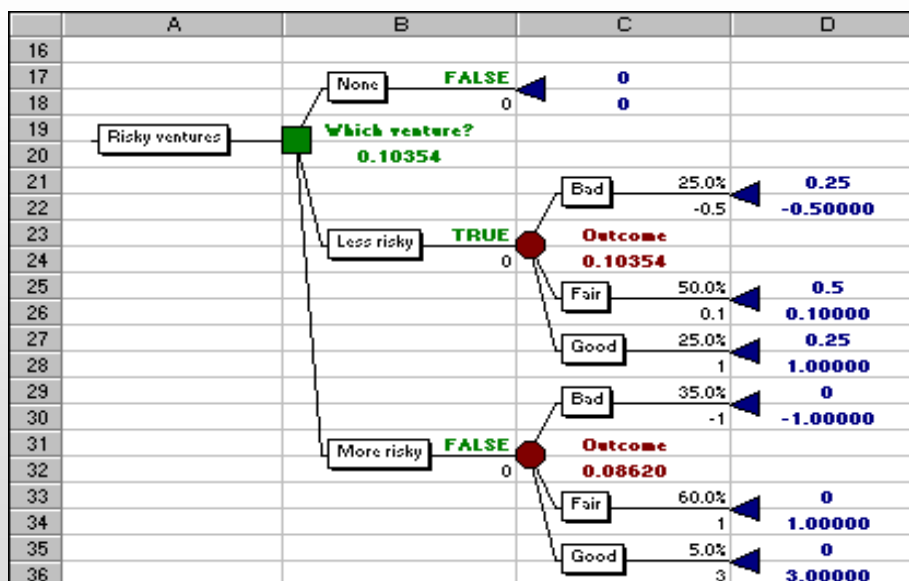 A B C D
16
17 None FALSE 0
18 0 0
19 Risky ventures Which venture?
20 0.10354
21 Bad 25.0% 0.25
22 -0.5 -0.50000
23 Less risky TRUE Outcome
24 0 0.10354
25 Fair 50.0% 0.5
26 0.1 0.10000
27 Good 25.0% 0.25
28 1 1.00000
29 Bad 35.0% 0
30 -1 -1.00000
31 More risky FALSE Outcome
32 0 0.08620
33 Fair 60.0% 0
34 1 1.00000
35 Good 5.0% 0
36 3 3.00000